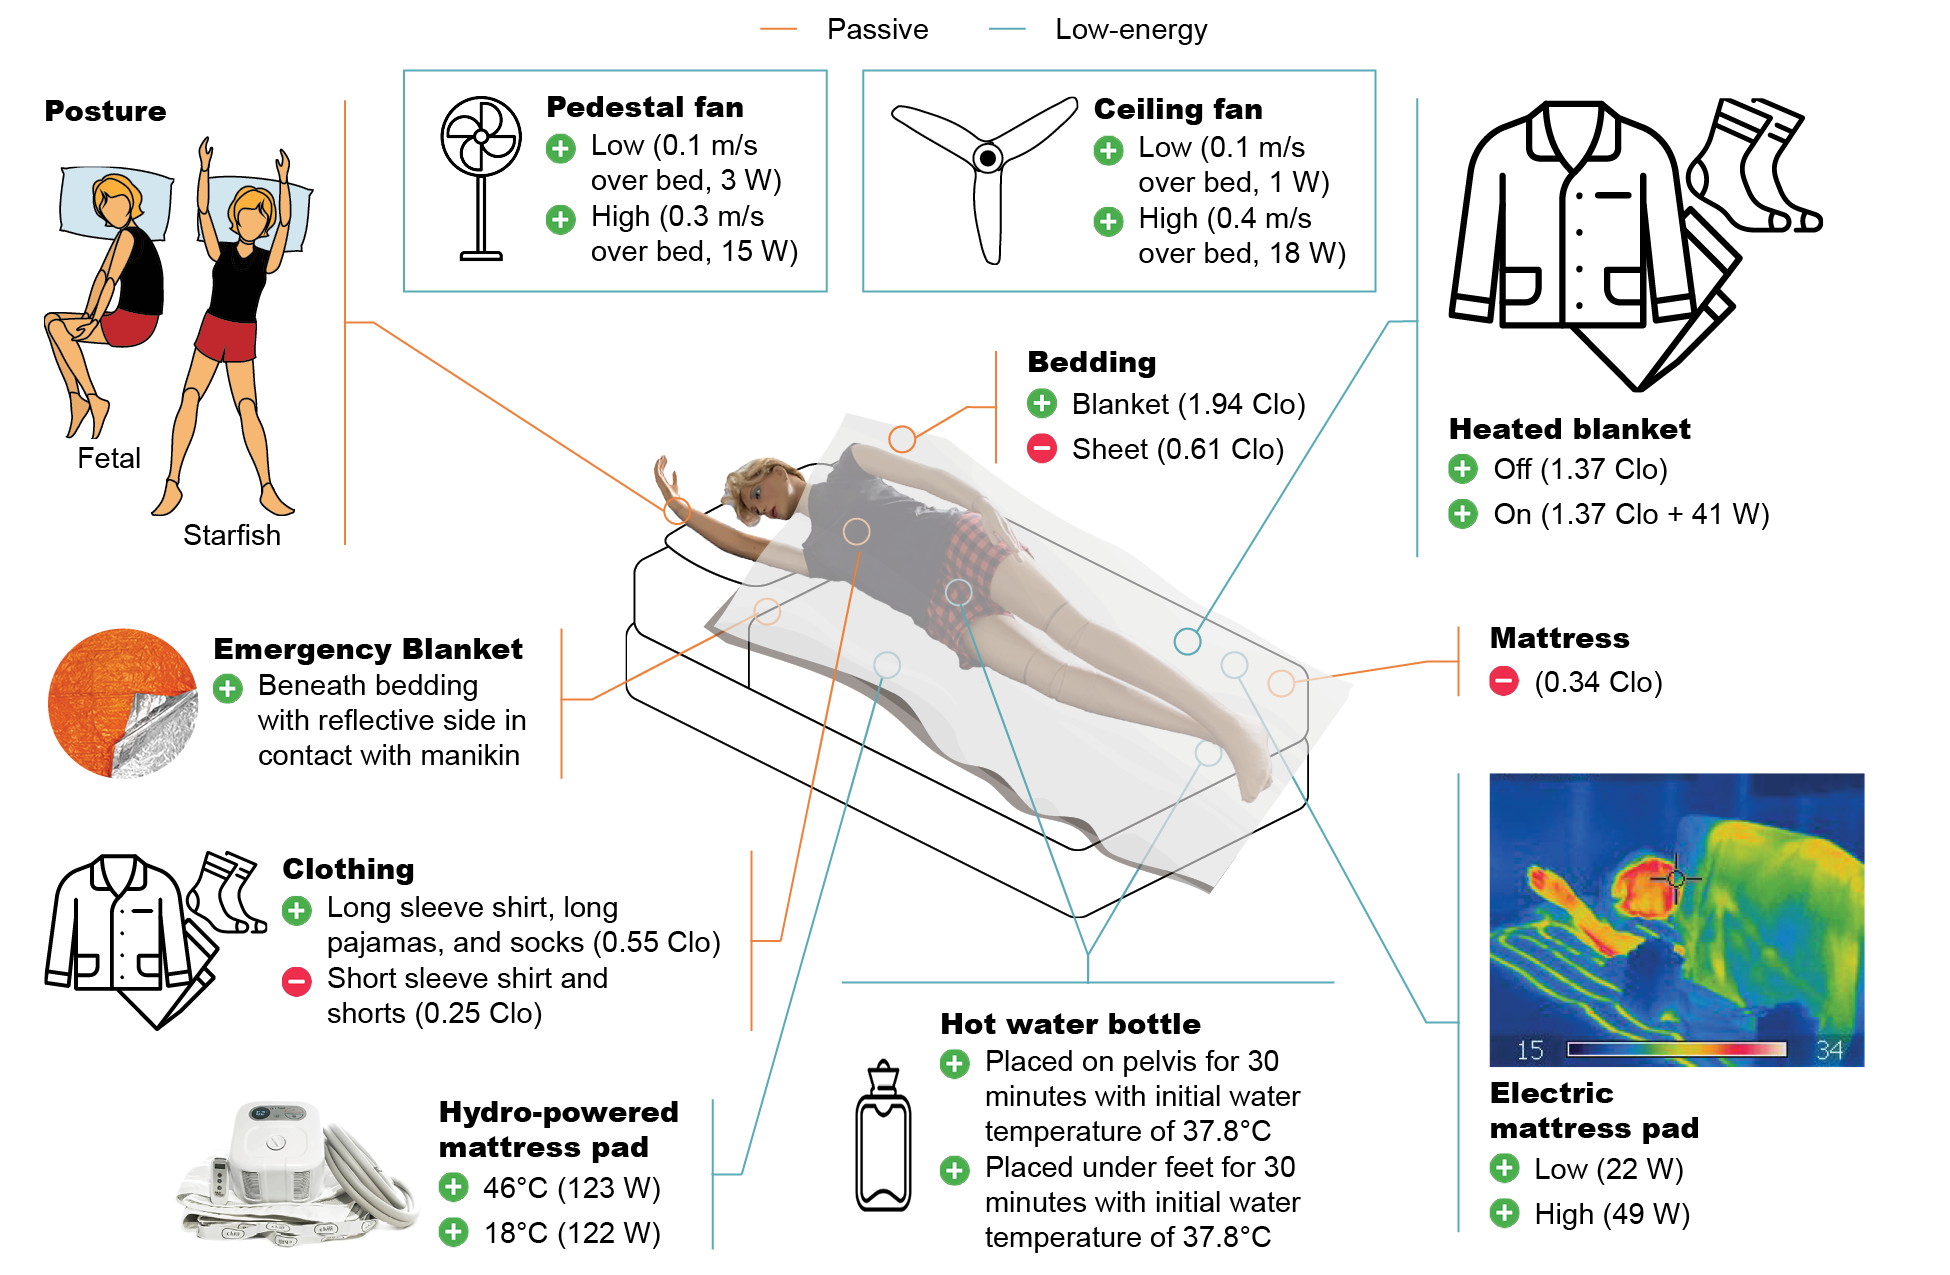 Passive
Low-energy
Posture
Fetal
Starfish
Pedestal fan
Low (0.1 m/s
over bed, 3 W)
High (0.3 m/s
over bed, 15 W)
Ceiling fan
Low (0.1 m/s
over bed, 1 W)
High (0.4 m/s
over bed, 18 W)
Bedding
Blanket (1.94 Clo)
Sheet (0.61 Clo)
Heated blanket
Off (1.37 Clo)
On (1.37 Clo + 41 W)
Emergency Blanket
Beneath bedding
with reflective side in
contact with manikin
Mattress
(0.34 Clo)
Clothing
Long sleeve shirt, long
pajamas, and socks (0.55 Clo)
Short sleeve shirt and
shorts (0.25 Clo)
Hydro-powered
mattress pad
46°C (123 W)
18°C (122 W)
Hot water bottle
Placed on pelvis for 30
minutes with initial water
temperature of 37.8°C
Placed under feet for 30
minutes with initial water
temperature of 37.8°C
15
34
Electric
mattress pad
Low (22 W)
High (49 W)